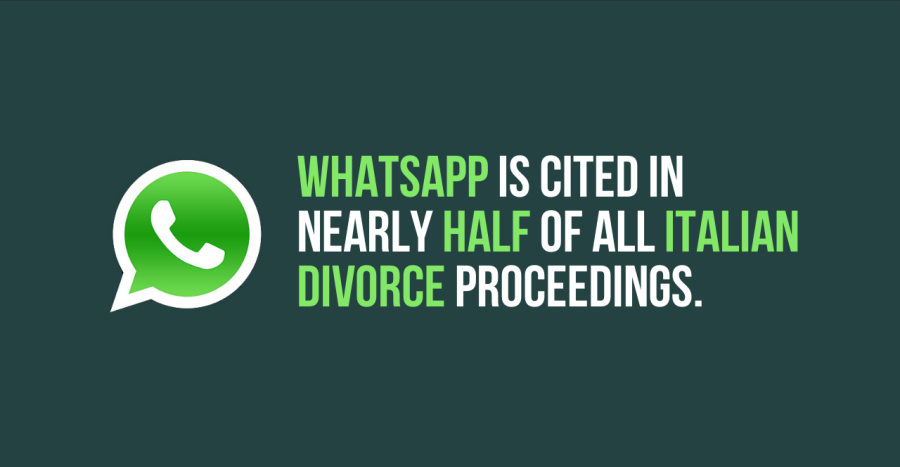 WHATSAPP IS CITED IN
NEARLY HALF OF ALL ITALIAN
DIVORCE PROCEEDINGS.